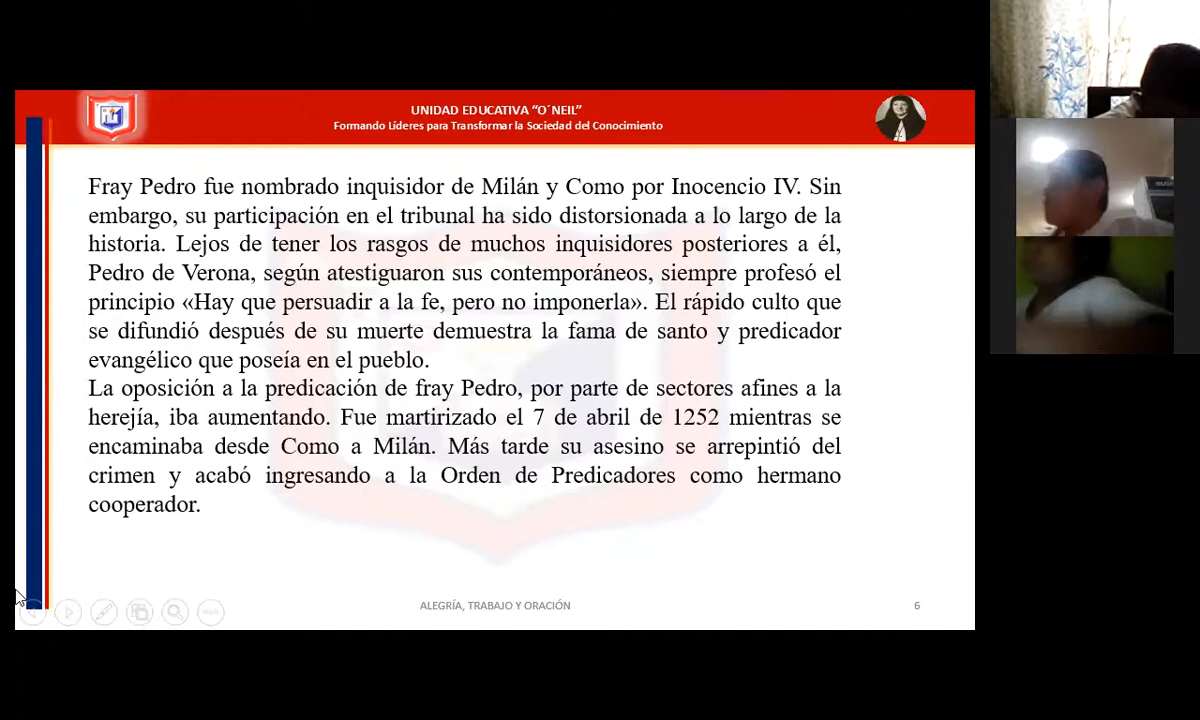 UNIDAD EDUCATIVA “O´NEIL”
Formando Líderes para Transformar la Sociedad del Conocimiento
Fray Pedro fue nombrado inquisidor de Milán y Como por Inocencio IV. Sin
embargo, su participación en el tribunal ha sido distorsionada a lo largo de la
historia. Lejos de tener los rasgos de muchos inquisidores posteriores a él,
Pedro de Verona, según atestiguaron sus contemporáneos, siempre profesó el
principio «Hay que persuadir a la fe, pero no imponerla». El rápido culto que
se difundió después de su muerte demuestra la fama de santo y predicador
evangélico que poseía en el pueblo.
La oposición a la predicación de fray Pedro, por parte de sectores afines a la
herejía, iba aumentando. Fue martirizado el 7 de abril de 1252 mientras se
encaminaba desde Como a Milán. Más tarde su asesino se arrepintió del
crimen y acabó ingresando a la Orden de Predicadores como hermano
cooperador.
ALEGRÍA, TRABAJO Y ORACIÓN
6